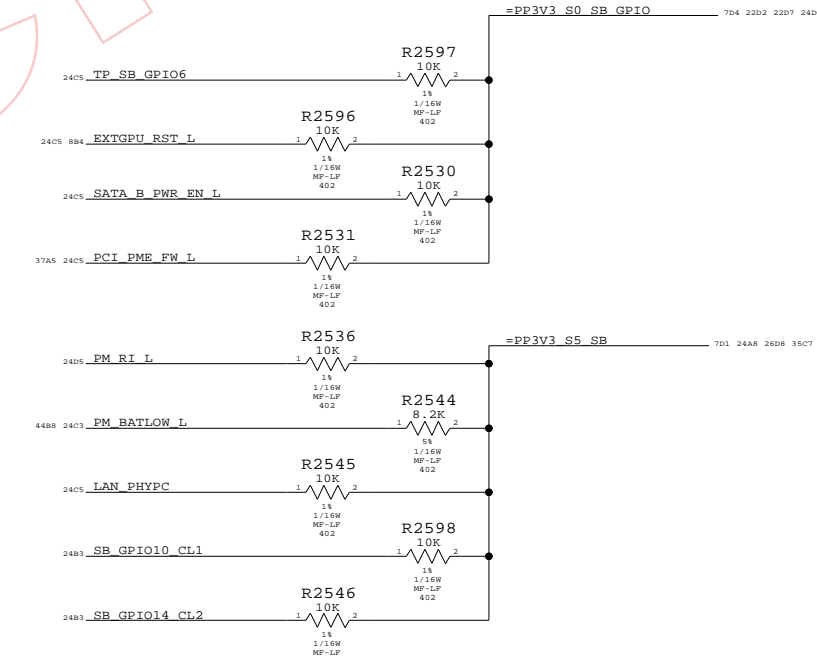 =PP3V3_S0_SB_GPIO 7D4 22D2 22D7 24D
R2597
10K
24C5 TP_SB_GPIO6 1 2
1%
1/16W
MF-LF
402
R2596
10K
24C5 8B4 EXTGPU_RST_L 1 2
1%
1/16W
MF-LF
402
R2530
10K
24C5 SATA_B_PWR_EN_L 1 2
1%
1/16W
MF-LF
402
R2531
10K
37A5 24C5 PCI_PME_FW_L 1 2
1%
1/16W
MF-LF
402
=PP3V3_S5_SB 7D1 24A8 26D8 35C7
R2536
10K
24D5 PM_RI_L 1 2
1%
1/16W
MF-LF
402
R2544
8.2K
44B8 24C3 PM_BATLOW_L 1 2
5%
1/16W
MF-LF
402
R2545
10K
24C5 LAN_PHYPC 1 2
1%
1/16W
MF-LF
402
R2598
10K
24B3 SB_GPIO10_CL1 1 2
1%
1/16W
MF-LF
402
R2546
10K
24B3 SB_GPIO14_CL2 1 2
1%
1/16W
MF-LF